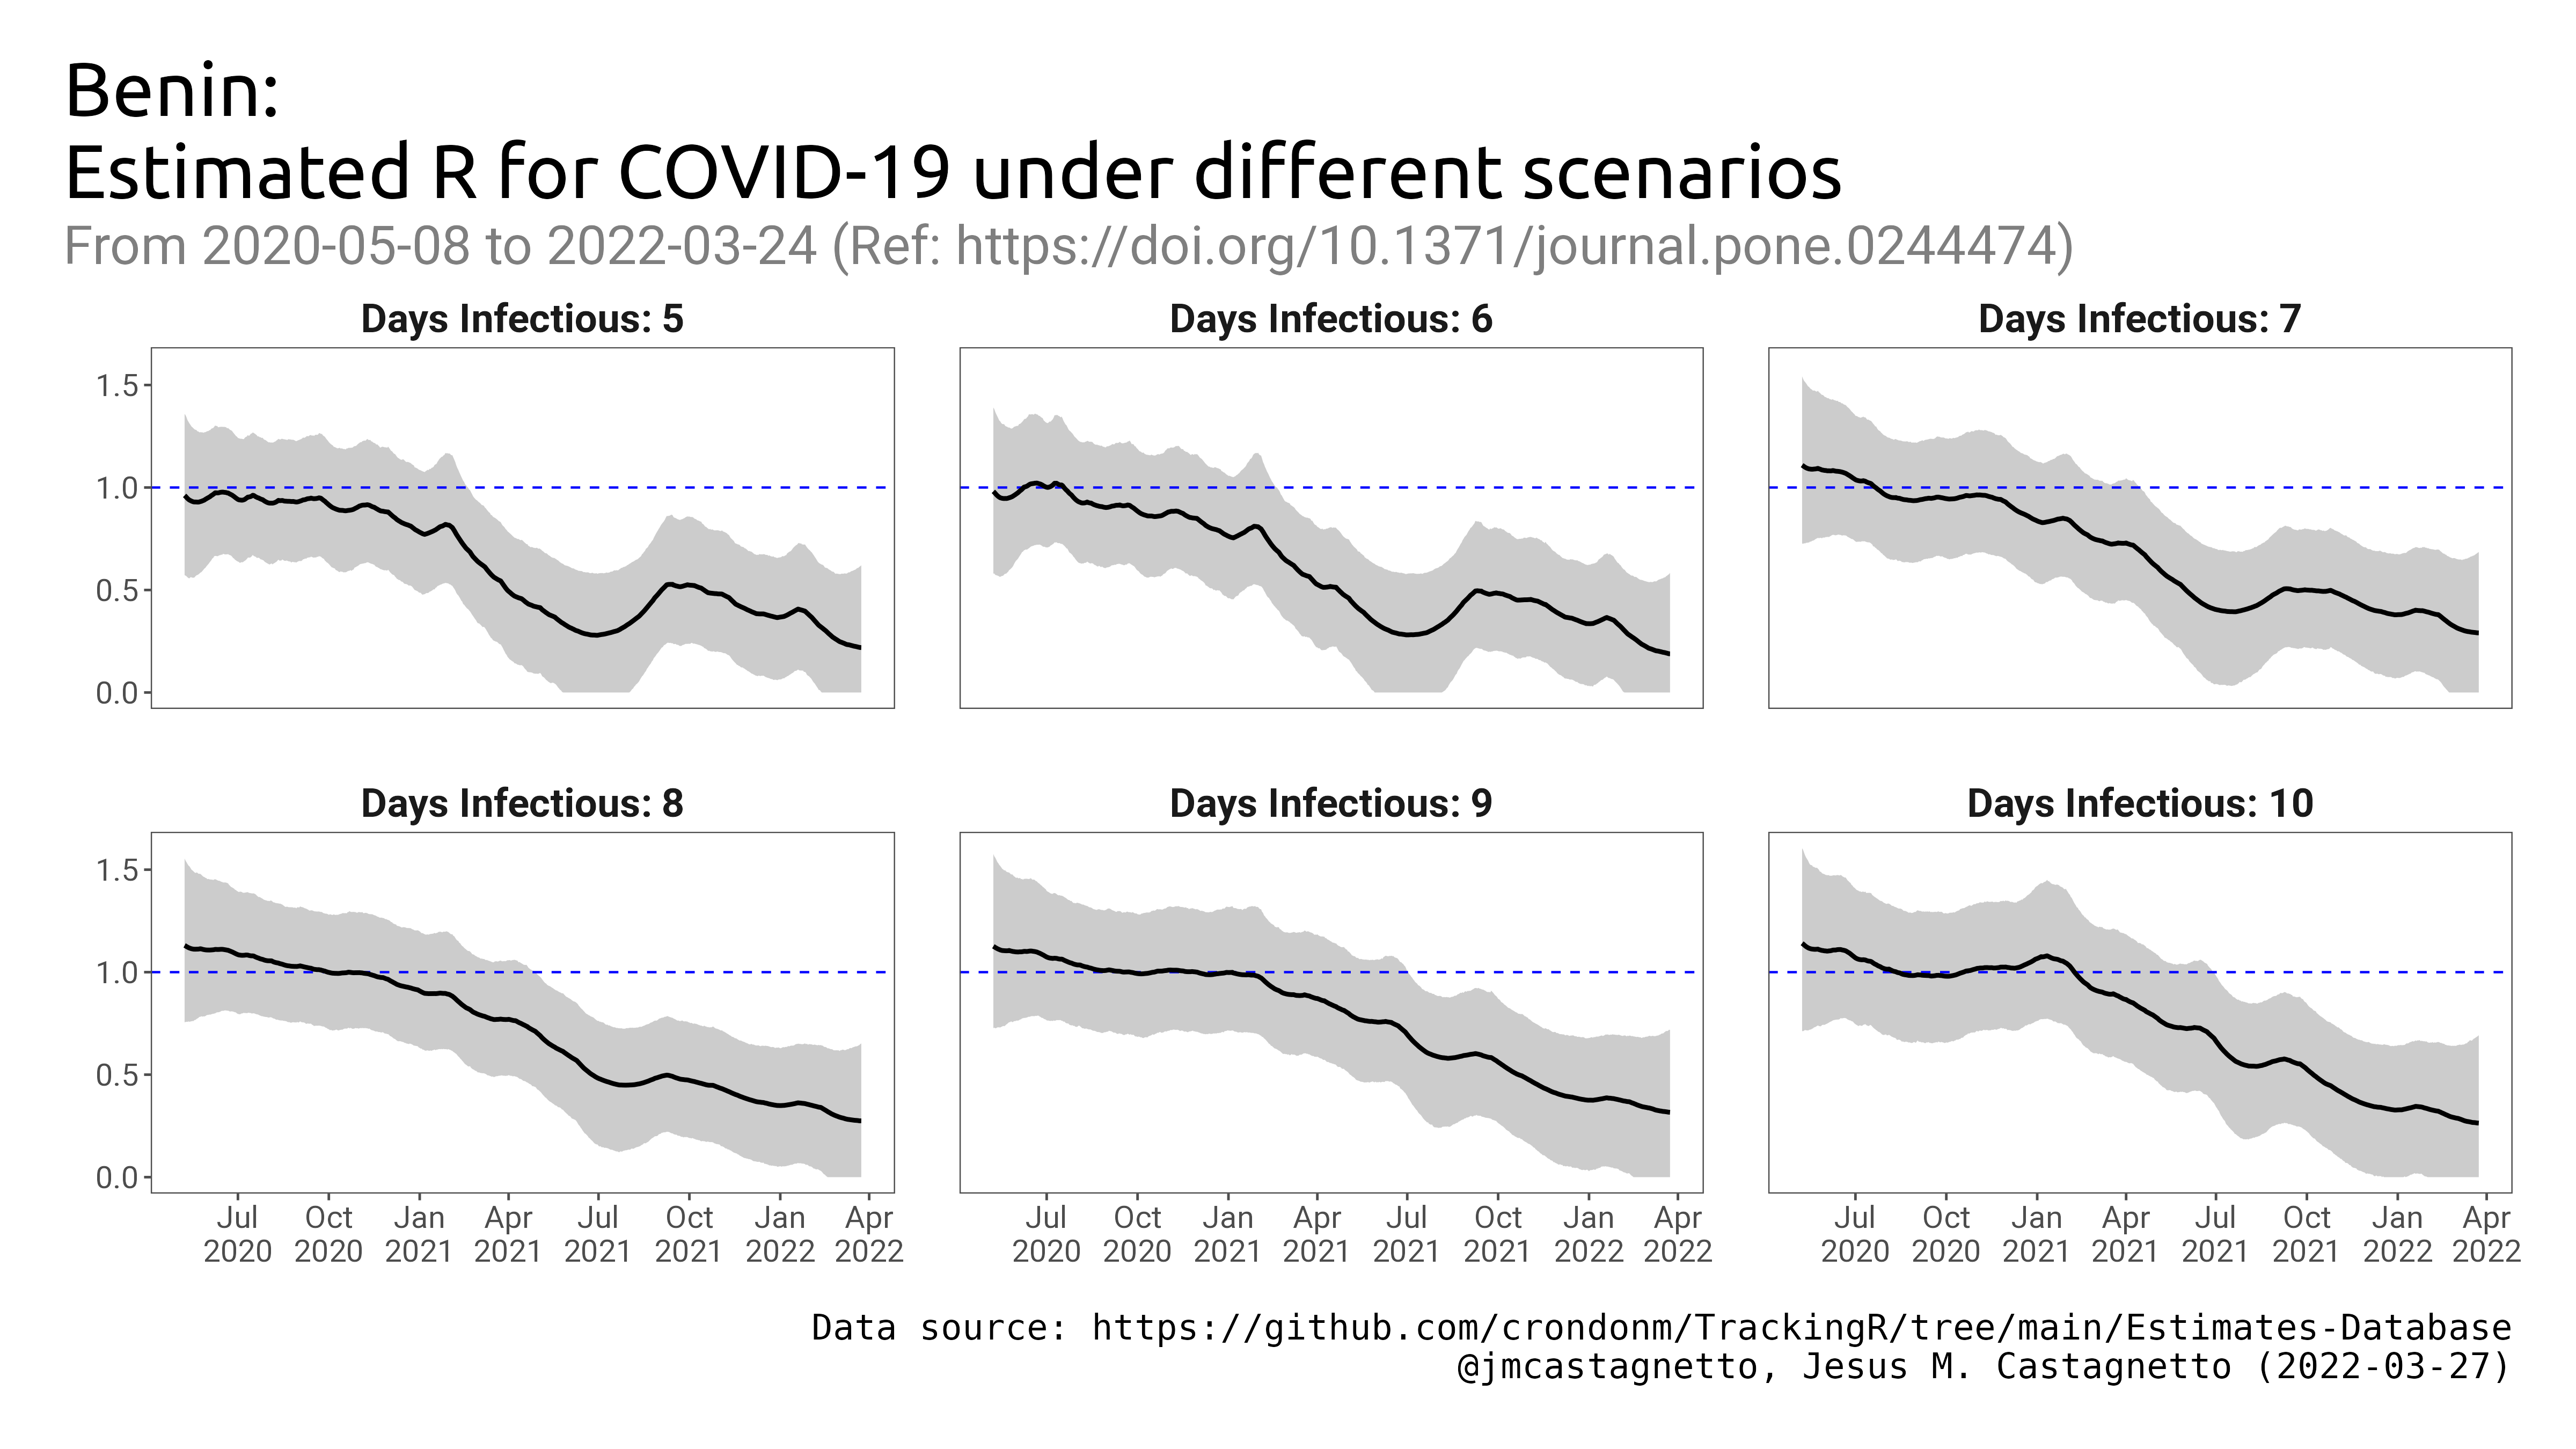 Benin:
Estimated R for COVID-19 under different scenarios
From 2020-05-08 to 2022-03-24 (Ref: https://doi.org/10.1371/journal.pone.0244474)
Days Infectious: 5
Days Infectious: 6
Days Infectious: 7
1.5
1.0
0.5
0.0
Days Infectious: 8
Days Infectious: 9
Days Infectious: 10
1.5
1.0
0.5
0.0
Jul Oct Jan Apr Jul Oct Jan Apr
2020 2020 2021 2021 2021 2021 2022 2022
Jul Oct Jan Apr Jul Oct Jan Apr
2020 2020 2021 2021 2021 2021 2022 2022
Jul Oct Jan Apr Jul Oct Jan Apr
2020 2020 2021 2021 2021 2021 2022 2022
Data source: https://github.com/crondonm/TrackingR/tree/main/Estimates-Database
@jmcastagnetto, Jesus M. Castagnetto (2022-03-27)